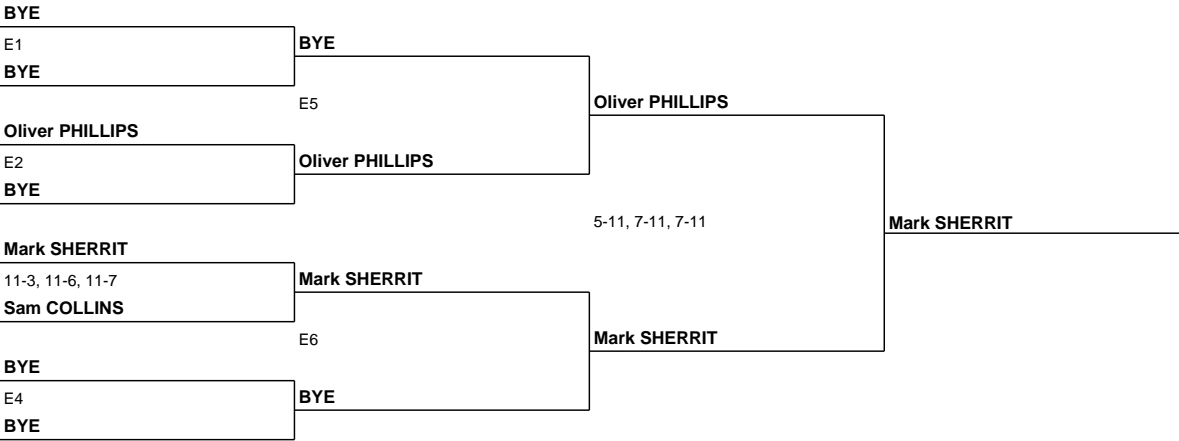 BYE
E1
BYE
BYE
E5
Oliver PHILLIPS
Oliver PHILLIPS
E2
Oliver PHILLIPS
BYE
5-11, 7-11, 7-11
Mark SHERRIT
Mark SHERRIT
11-3, 11-6, 11-7
Mark SHERRIT
Sam COLLINS
E6
Mark SHERRIT
BYE
E4
BYE
BYE